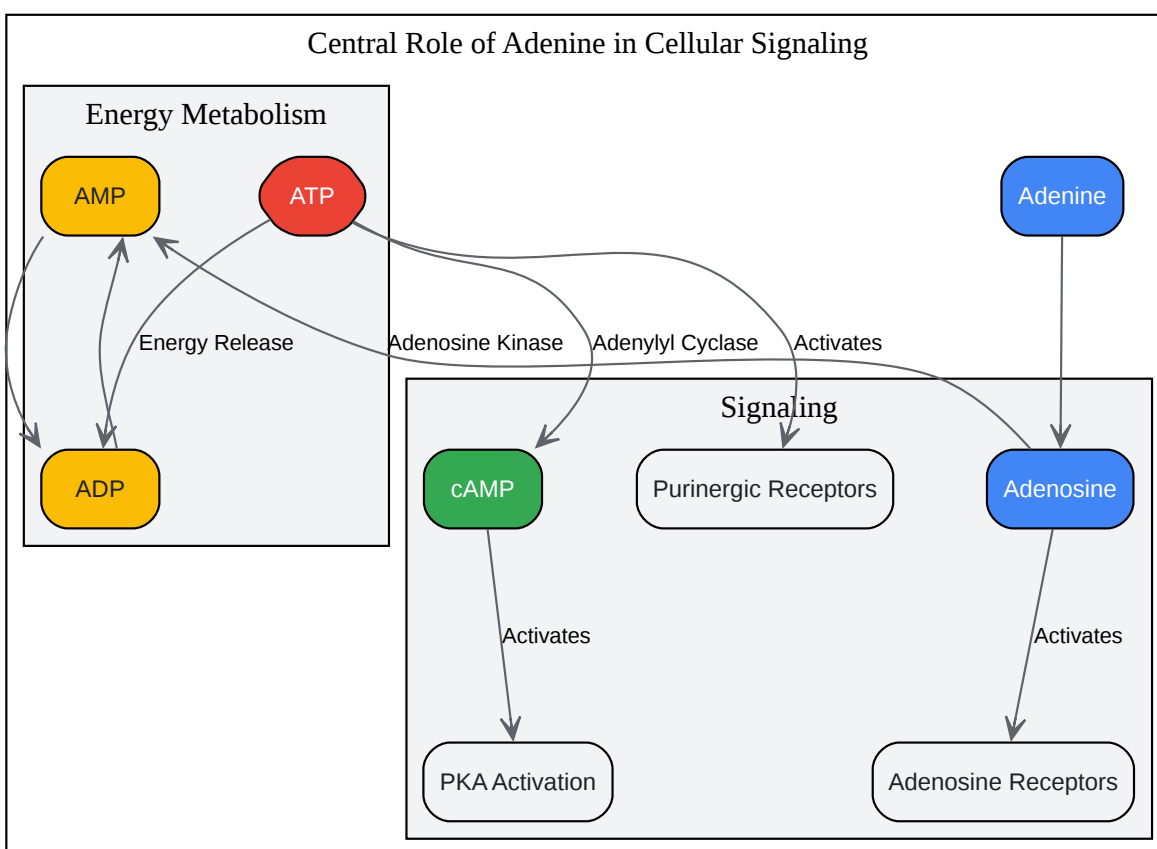 Central Role of Adenine in Cellular Signaling
Energy Metabolism
AMP
ATP
Adenine
Energy Release
Adenosine Kinase
Adenylyl Cyclase
Activates
Signaling
ADP
cAMP
Purinergic Receptors
Adenosine
Activates
Activates
PKA Activation
Adenosine Receptors